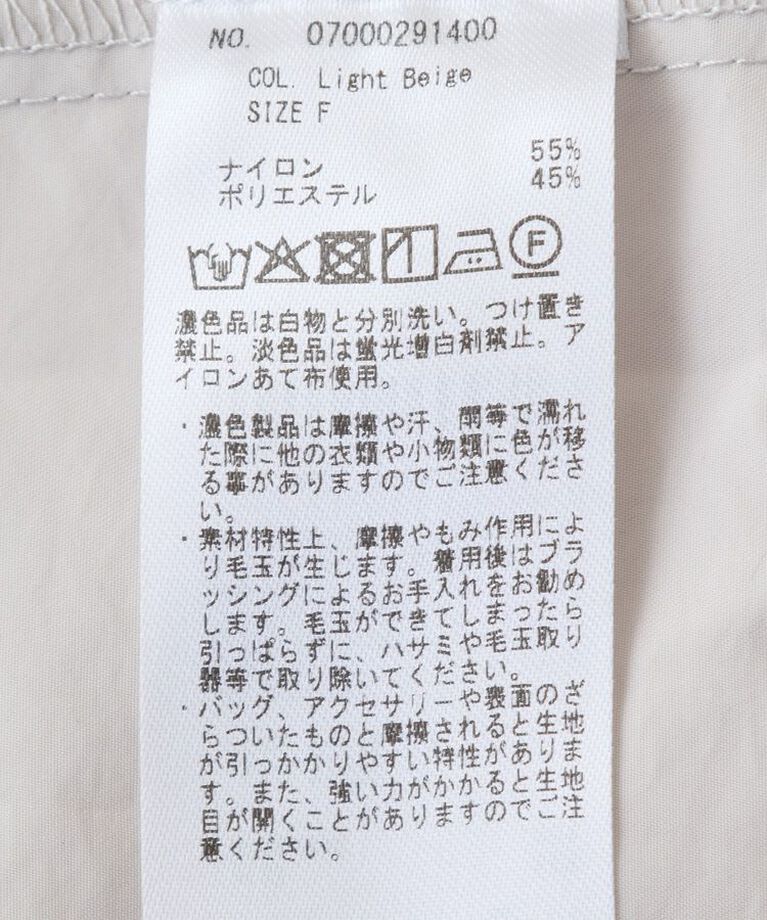 NO. 07000291400
COL. Light Beige
SIZE F
ナイロン 55%
ポリエステル 45%
F
濃色品は白物と分別洗い。つけ置き
禁止。淡色品は蛍光増白剤禁止。ア
イロンあて布使用。
・濃色製品は摩擦や汗、雨等で濡れ
た際に他の衣類や小物類に色が移
る事がありますのでご注意くださ
い。
・素材特性上、摩擦やもみ作用によ
り毛玉が生じます。着用後はブラ
ッシングによるお手入れをお勧め
します。毛玉ができてしまったら
引っぱらずに、ハサミや毛玉取り
器等で取り除いてください。
・バッグ、アクセサリーや表面のざ
らついたものと摩擦されると生地
が引っかかりやすい特性がありま
す。また、強い力がかかると生地
目が開くことがありますのでご注
意ください。